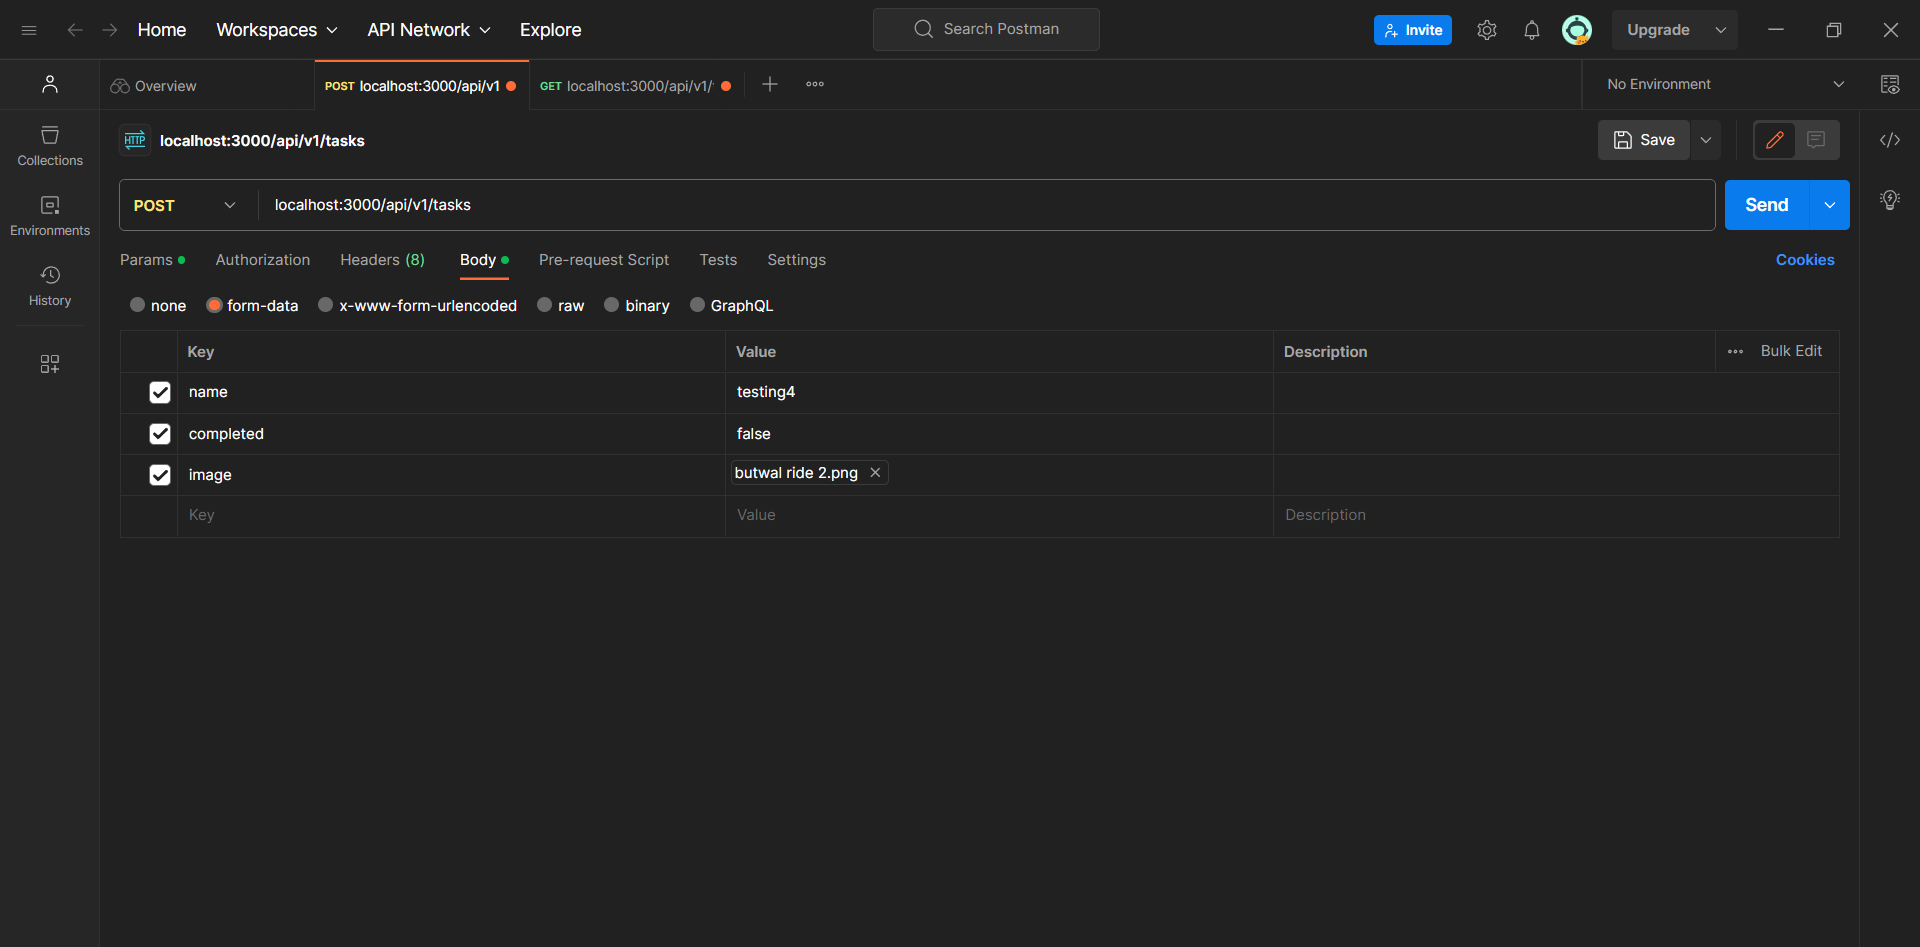 Home Workspaces API Network Explore Search Postman Invite Upgrade
Overview POST localhost:3000/api/v1 GET localhost:3000/api/v1/ No Environment
HTTP localhost:3000/api/v1/tasks Save
Collections
POST localhost:3000/api/v1/tasks Send
Environments
Params Authorization Headers (8) Body Pre-request Script Tests Settings Cookies
History
none form-data x-www-form-urlencoded raw binary GraphQL
Key Value Description Bulk Edit
name testing4
completed false
image butwal ride 2.png
Key Value Description